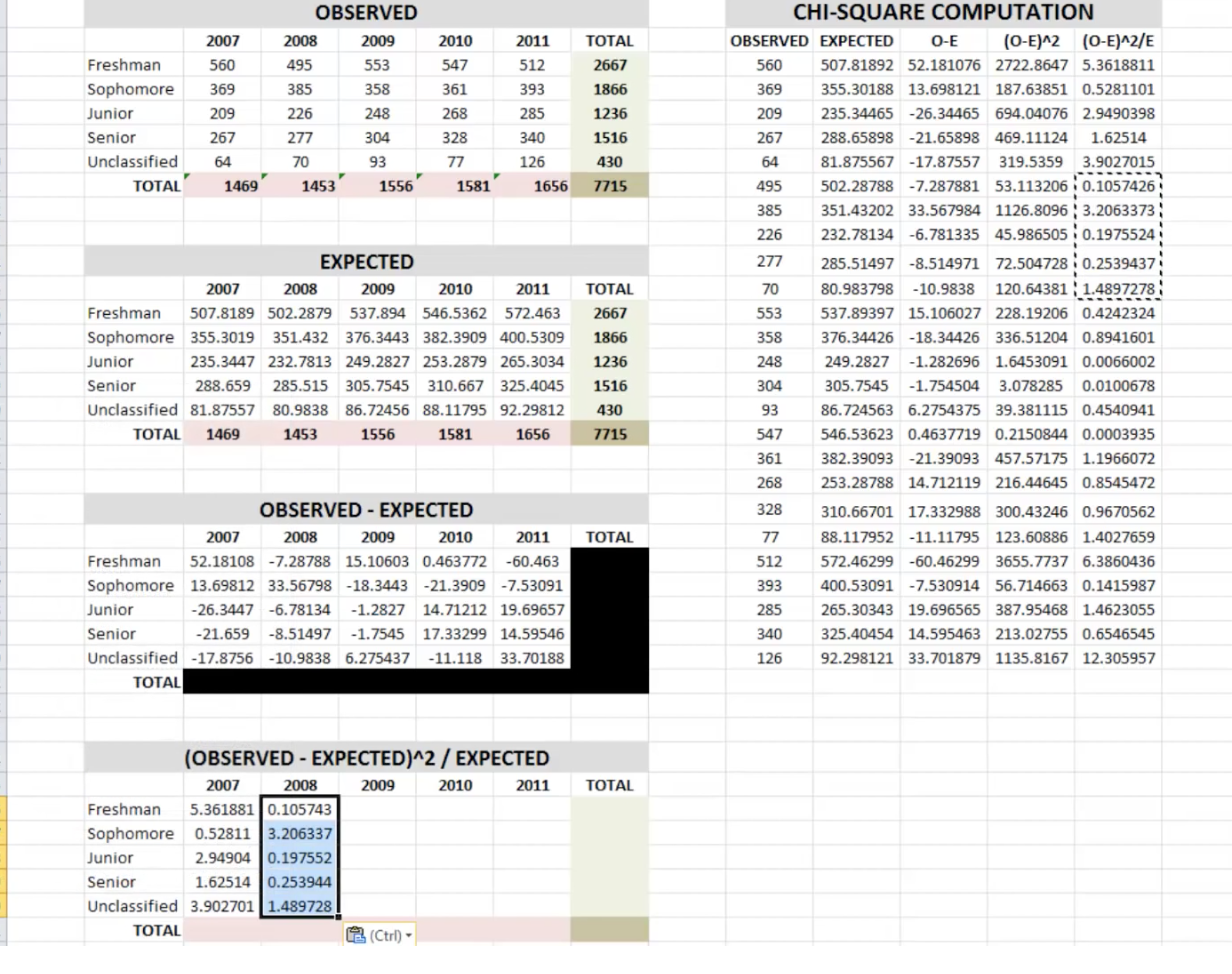 OBSERVED
2007 2008 2009 2010 2011 TOTAL
Freshman 560 495 553 547 512 2667
Sophomore 369 385 358 361 393 1866
Junior 209 226 248 268 285 1236
Senior 267 277 304 328 340 1516
Unclassified 64 70 93 77 126 430
TOTAL 1469 1453 1556 1581 1656 7715
EXPECTED
2007 2008 2009 2010 2011 TOTAL
Freshman 507.8189 502.2879 537.894 546.5362 572.463 2667
Sophomore 355.3019 351.432 376.3443 382.3909 400.5309 1866
Junior 235.3447 232.7813 249.2827 253.2879 265.3034 1236
Senior 288.659 285.515 305.7545 310.667 325.4045 1516
Unclassified 81.87557 80.9838 86.72456 88.11795 92.29812 430
TOTAL 1469 1453 1556 1581 1656 7715
OBSERVED - EXPECTED
2007 2008 2009 2010 2011 TOTAL
Freshman 52.18108 -7.28788 15.10603 0.463772 -60.463
Sophomore 13.69812 33.56798 -18.3443 -21.3909 -7.53091
Junior -26.3447 -6.78134 -1.2827 14.71212 19.69657
Senior -21.659 -8.51497 -1.7545 17.33299 14.59546
Unclassified -17.8756 -10.9838 6.275437 -11.118 33.70188
TOTAL
(OBSERVED - EXPECTED)^2 / EXPECTED
2007 2008 2009 2010 2011 TOTAL
Freshman 5.361881 0.105743
Sophomore 0.52811 3.206337
Junior 2.94904 0.197552
Senior 1.62514 0.253944
Unclassified 3.902701 1.489728
TOTAL
(Ctrl)
CHI-SQUARE COMPUTATION
OBSERVED EXPECTED O-E (O-E)^2 (O-E)^2/E
560 507.81892 52.181076 2722.8647 5.3618811
369 355.30188 13.698121 187.63851 0.5281101
209 235.34465 -26.34465 694.04076 2.9490398
267 288.65898 -21.65898 469.11124 1.62514
64 81.875567 -17.87557 319.5359 3.9027015
495 502.28788 -7.287881 53.113206 0.1057426
385 351.43202 33.567984 1126.8096 3.2063373
226 232.78134 -6.781335 45.986505 0.1975524
277 285.51497 -8.514971 72.504728 0.2539437
70 80.983798 -10.9838 120.64381 1.4897278
553 537.89397 15.106027 228.19206 0.4242324
358 376.34426 -18.34426 336.51204 0.8941601
248 249.2827 -1.282696 1.6453091 0.0066002
304 305.7545 -1.754504 3.078285 0.0100678
93 86.724563 6.2754375 39.381115 0.4540941
547 546.53623 0.4637719 0.2150844 0.0003935
361 382.39093 -21.39093 457.57175 1.1966072
268 253.28788 14.712119 216.44645 0.8545472
328 310.66701 17.332988 300.43246 0.9670562
77 88.117952 -11.11795 123.60886 1.4027659
512 572.46299 -60.46299 3655.7737 6.3860436
393 400.53091 -7.530914 56.714663 0.1415987
285 265.30343 19.696565 387.95468 1.4623055
340 325.40454 14.595463 213.02755 0.6546545
126 92.298121 33.701879 1135.8167 12.305957